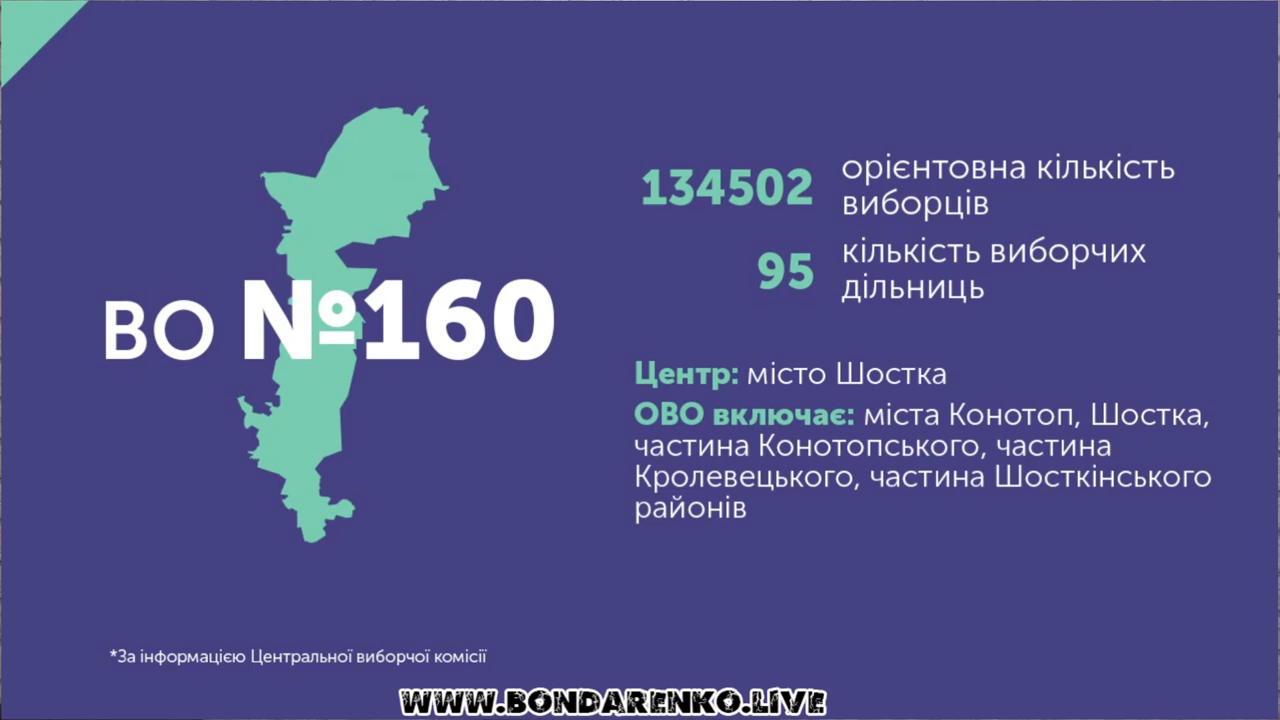 ВО №160
134502 орієнтовна кількість
виборців
95 кількість виборчих
дільниць
Центр: місто Шостка
ОВО включає: міста Конотоп, Шостка,
частина Конотопського, частина
Кролевецького, частина Шосткінського
районів
*За інформацією Центральної виборчої комісії
WWW.BONDARENKO.LIVE